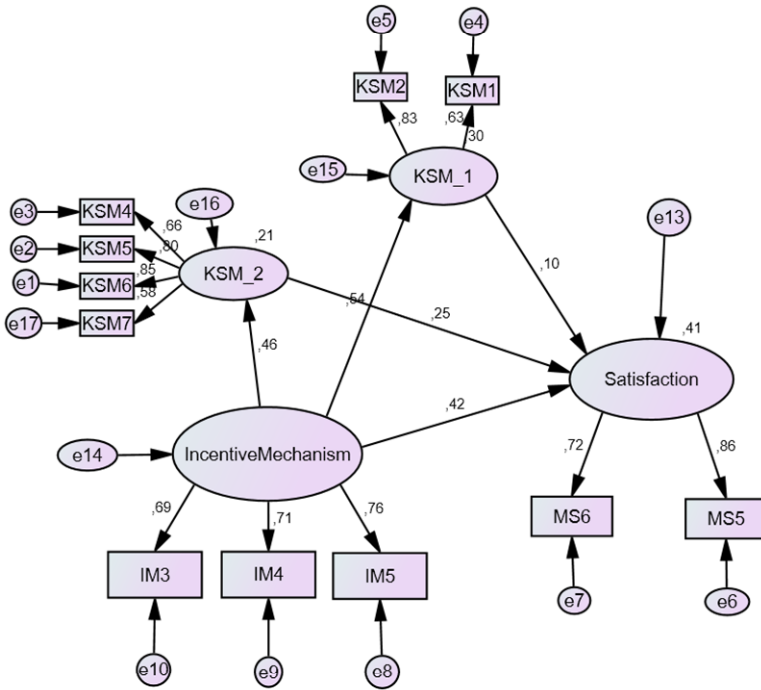 e5
e4
KSM2
KSM1
,83
,63
,30
e15
KSM_1
e3
KSM4
e16
,66
,21
e13
e2
KSM5
,80
KSM_2
,10
e1
KSM6
,85
,58
e17
KSM7
,54
,25
,41
,46
Satisfaction
,42
e14
IncentiveMechanism
,72
,86
,69
,71
,76
MS6
MS5
IM3
IM4
IM5
e7
e6
e10
e9
e8